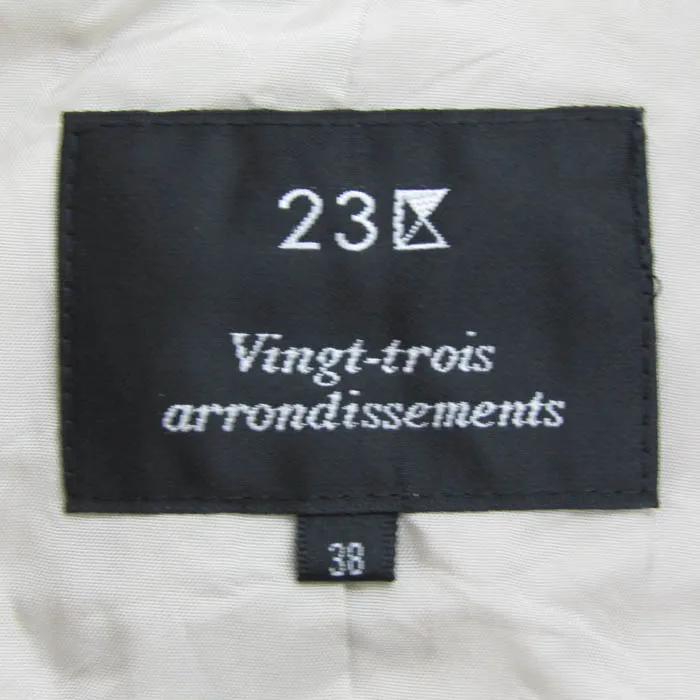 23区
Vingt-trois
arrondissements
38